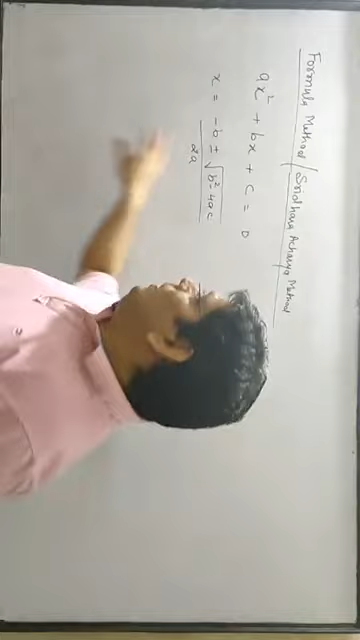 Formula Method / Sridhara Acharya Method
ax² + bx + c = 0
x = -b ± √b²-4ac
2a